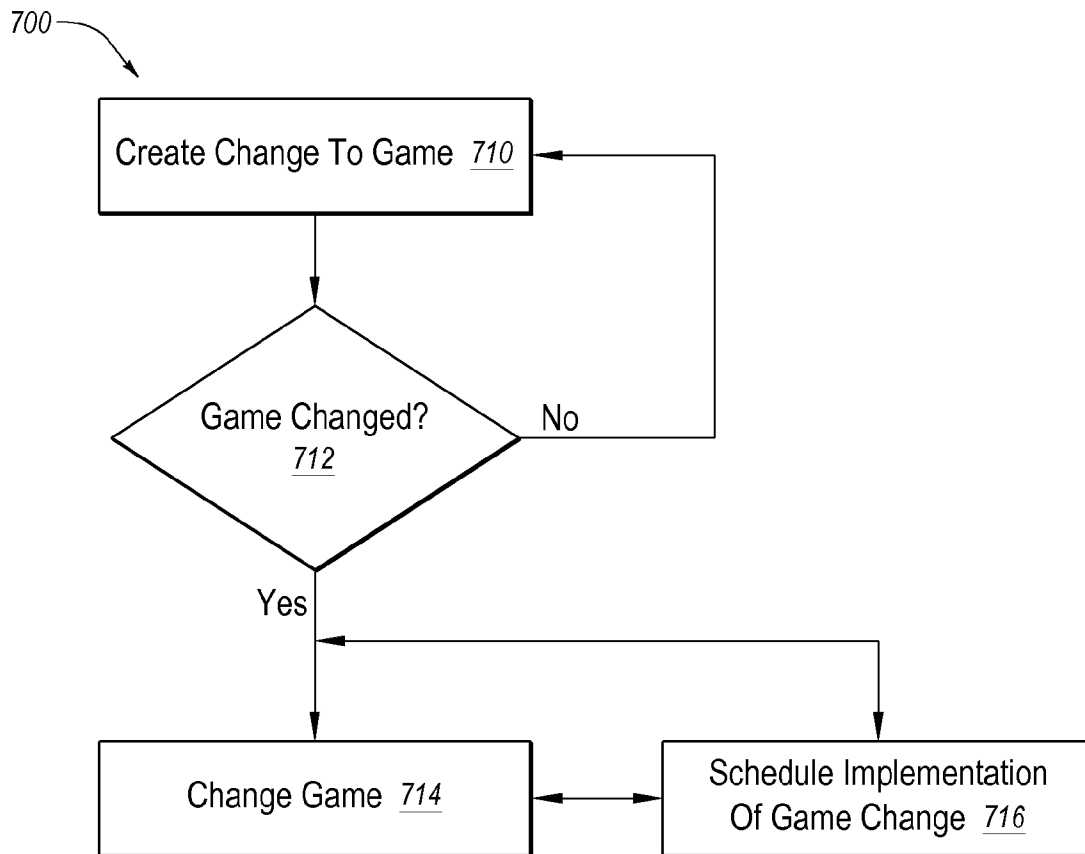 700
Create Change To Game 710
Game Changed?
712
No
Yes
Change Game 714
Schedule Implementation
Of Game Change 716